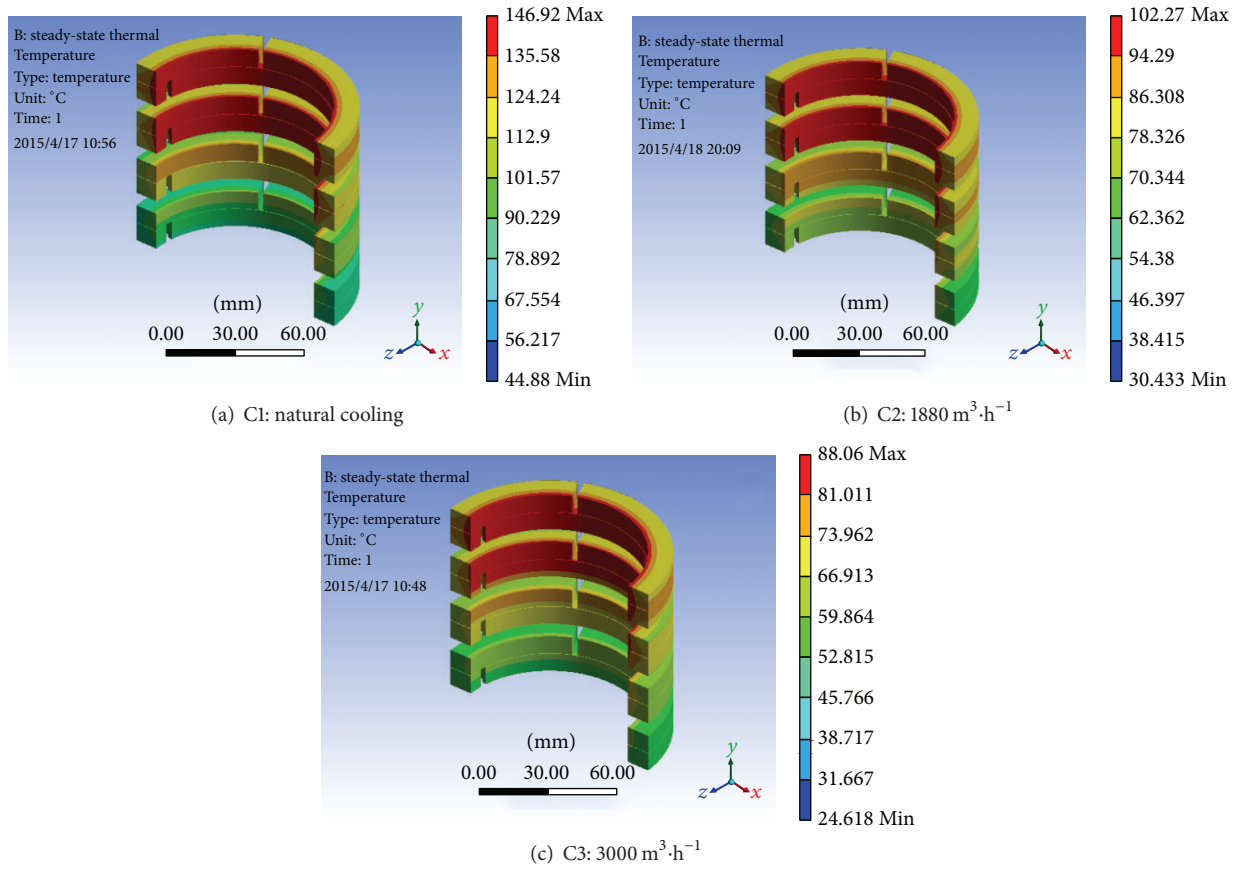 B: steady-state thermal
Temperature
Type: temperature
Unit: °C
Time: 1
2015/4/17 10:56
(mm)
0.00 30.00 60.00
y
z x
146.92 Max
135.58
124.24
112.9
101.57
90.229
78.892
67.554
56.217
44.88 Min
(a) C1: natural cooling
B: steady-state thermal
Temperature
Type: temperature
Unit: °C
Time: 1
2015/4/18 20:09
(mm)
0.00 30.00 60.00
y
z x
102.27 Max
94.29
86.308
78.326
70.344
62.362
54.38
46.397
38.415
30.433 Min
(b) C2: 1880 m³·h⁻¹
B: steady-state thermal
Temperature
Type: temperature
Unit: °C
Time: 1
2015/4/17 10:48
(mm)
0.00 30.00 60.00
y
z x
88.06 Max
81.011
73.962
66.913
59.864
52.815
45.766
38.717
31.667
24.618 Min
(c) C3: 3000 m³·h⁻¹